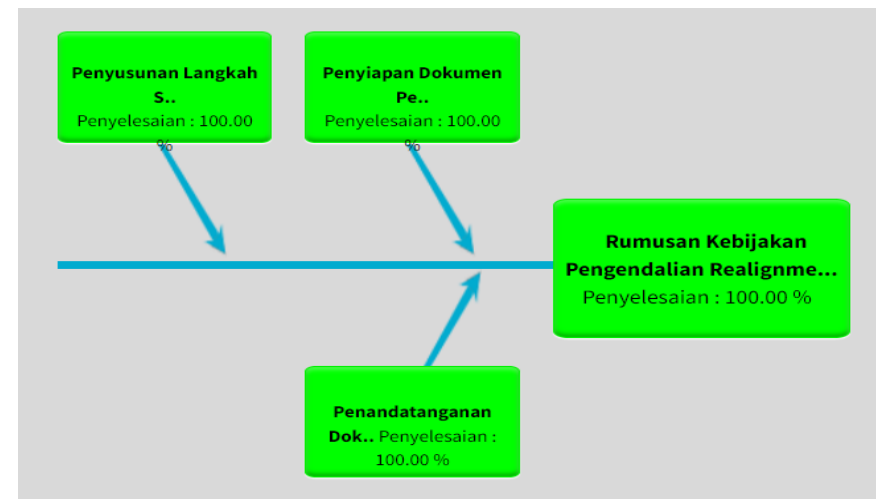 Penyusunan Langkah
S..
Penyelesaian : 100.00
%
Penyiapan Dokumen
Pe..
Penyelesaian : 100.00
%
Rumusan Kebijakan
Pengendalian Realignme...
Penyelesaian : 100.00 %
Penandatanganan
Dok.. Penyelesaian :
100.00 %